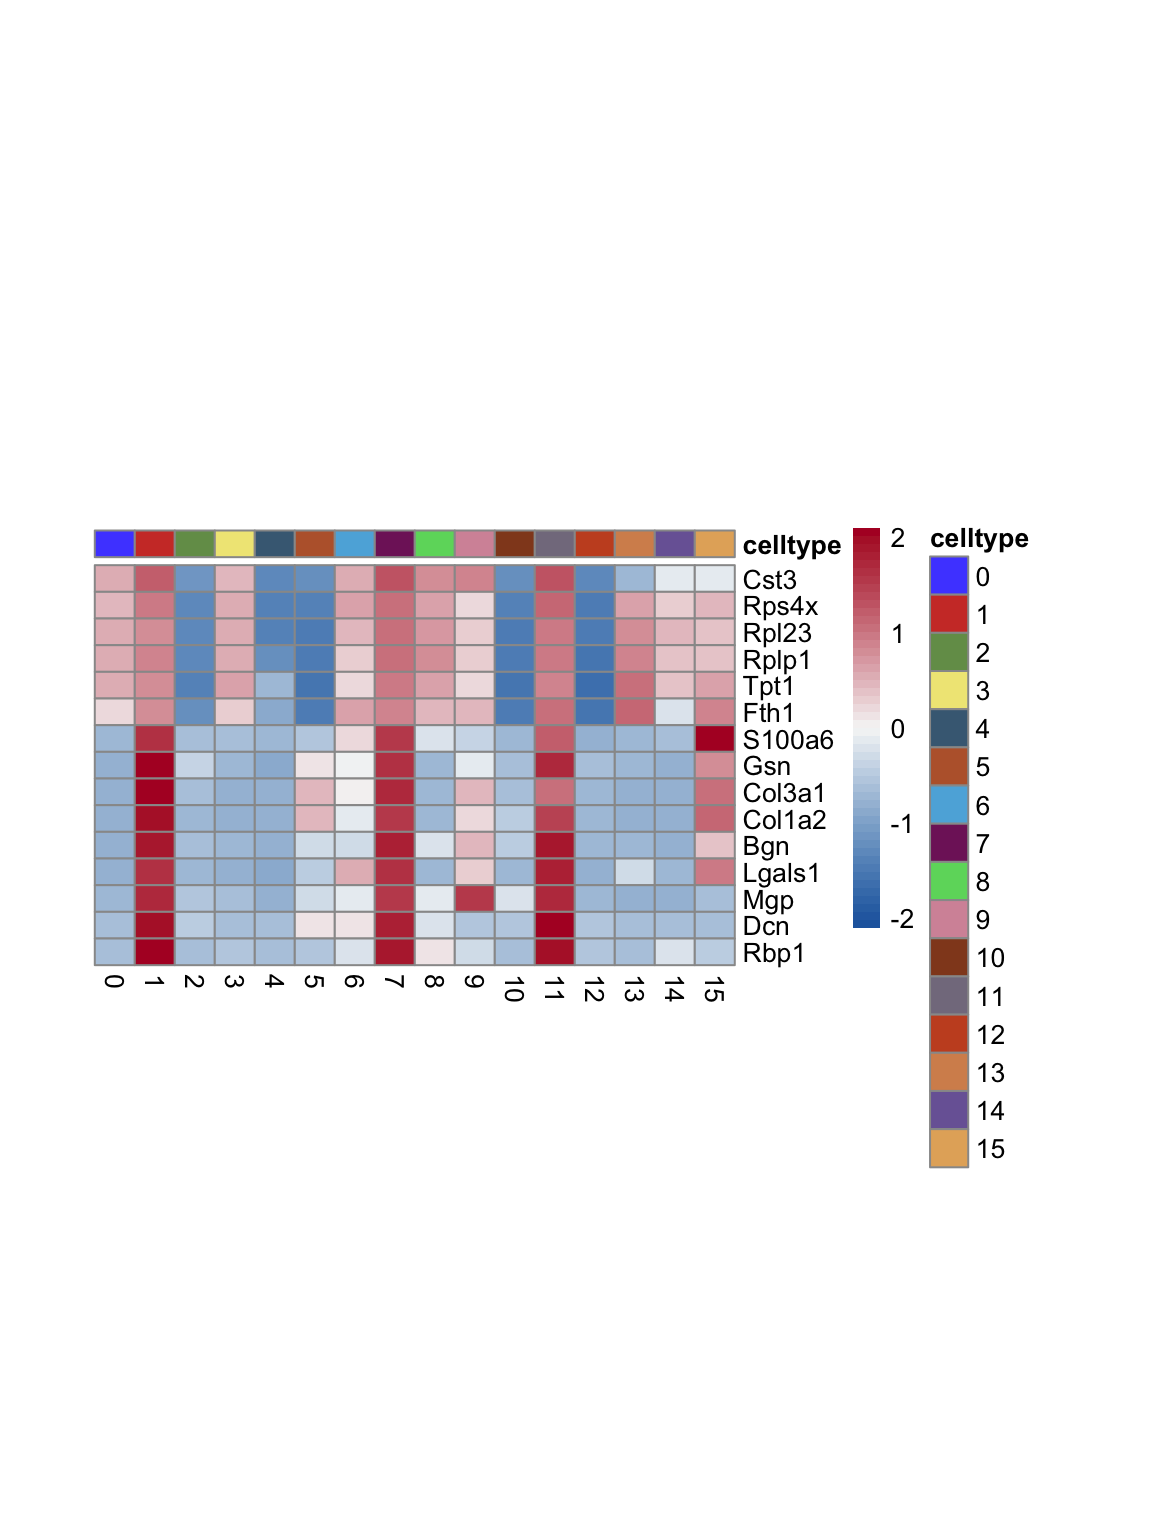 celltype
Cst3
Rps4x
Rpl23
Rplp1
Tpt1
Fth1
S100a6
Gsn
Col3a1
Col1a2
Bgn
Lgals1
Mgp
Dcn
Rbp1
0 1 2 3 4 5 6 7 8 9 10 11 12 13 14 15
2
1
0
-1
-2
celltype
0
1
2
3
4
5
6
7
8
9
10
11
12
13
14
15